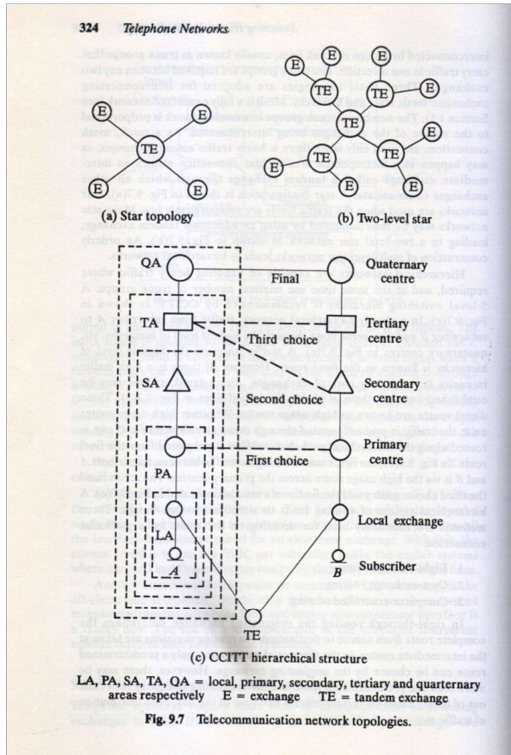 324 Telephone Networks
E
E
E
E
E
E
TE
TE
E
TE
TE
E
TE
TE
E
E
E
E
E
(a) Star topology
(b) Two-level star
QA
Final
Quaternary
centre
TA
Third choice
Tertiary
centre
SA
Second choice
Secondary
centre
First choice
Primary
centre
PA
Local exchange
LA
A
B
Subscriber
TE
(c) CCITT hierarchical structure
LA, PA, SA, TA, QA = local, primary, secondary, tertiary and quarternary
areas respectively E = exchange TE = tandem exchange
Fig. 9.7 Telecommunication network topologies.